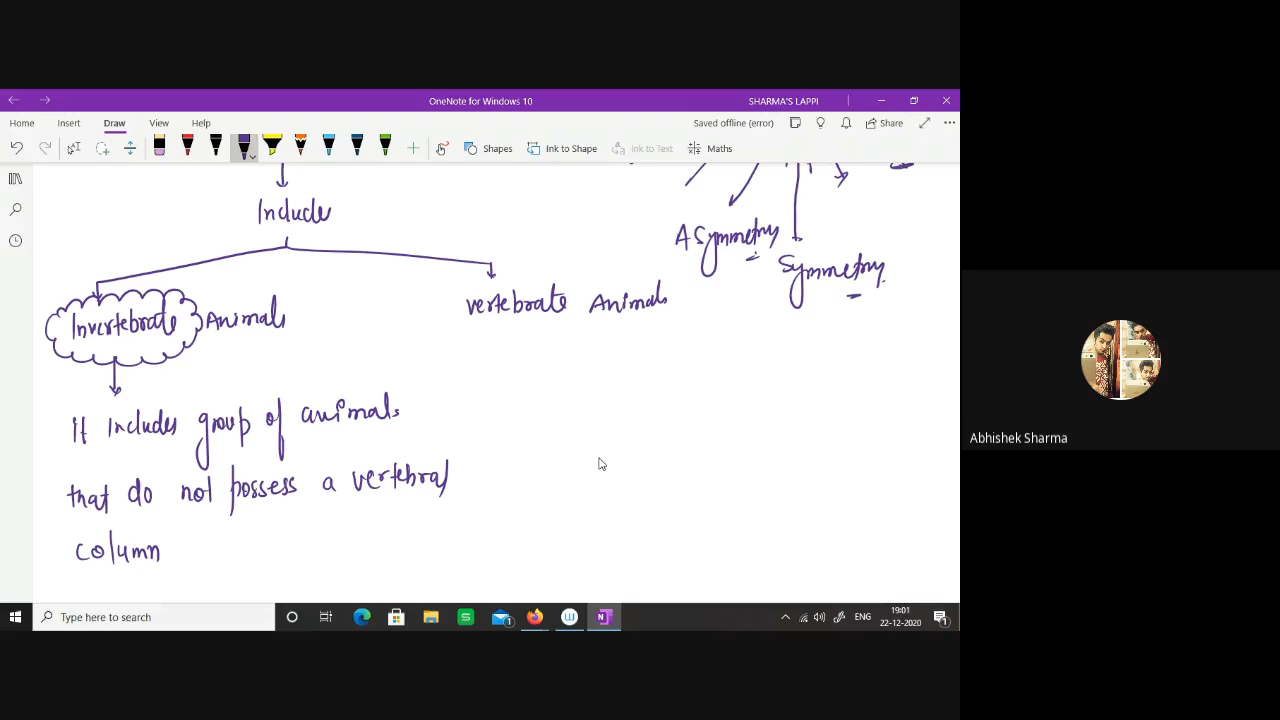 OneNote for Windows 10
SHARMA'S LAPPI
Home Insert Draw View Help
Saved offline (error) Share
Shapes Ink to Shape Ink to Text Maths
Include
Invertebrate Animals
vertebrate Animals
ASymmetry
Symmetry
it includes group of animals
that do not possess a vertebral
column
Abhishek Sharma
Type here to search
ENG
19:01
22-12-2020